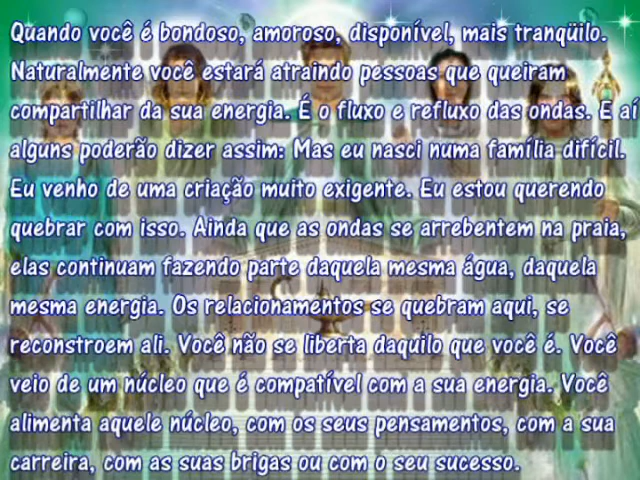 Quando você é bondoso, amoroso, disponível, mais tranqüilo.
Naturalmente você estará atraindo pessoas que queiram
compartilhar da sua energia. É o fluxo e refluxo das ondas. E aí
alguns poderão dizer assim: Mas eu nasci numa família difícil.
Eu venho de uma criação muito exigente. Eu estou querendo
quebrar com isso. Ainda que as ondas se arrebentem na praia,
elas continuam fazendo parte daquela mesma água, daquela
mesma energia. Os relacionamentos se quebram aqui, se
reconstroem ali. Você não se liberta daquilo que você é. Você
veio de um núcleo que é compatível com a sua energia. Você
alimenta aquele núcleo, com os seus pensamentos, com a sua
carreira, com as suas brigas ou com o seu sucesso.